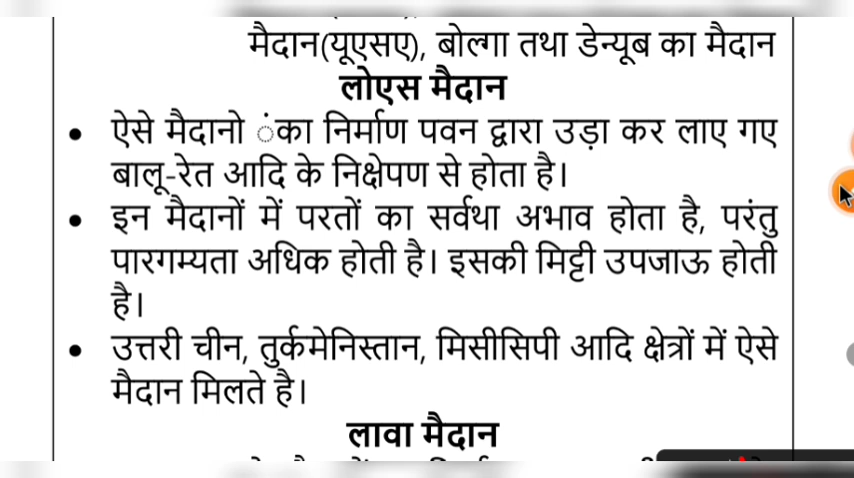 मैदान(यूएसए), बोल्गा तथा डेन्यूब का मैदान
लोएस मैदान
• ऐसे मैदानो ंका निर्माण पवन द्वारा उड़ा कर लाए गए
बालू-रेत आदि के निक्षेपण से होता है।
• इन मैदानों में परतों का सर्वथा अभाव होता है, परंतु
पारगम्यता अधिक होती है। इसकी मिट्टी उपजाऊ होती
है।
• उत्तरी चीन, तुर्कमेनिस्तान, मिसीसिपी आदि क्षेत्रों में ऐसे
मैदान मिलते है।
लावा मैदान